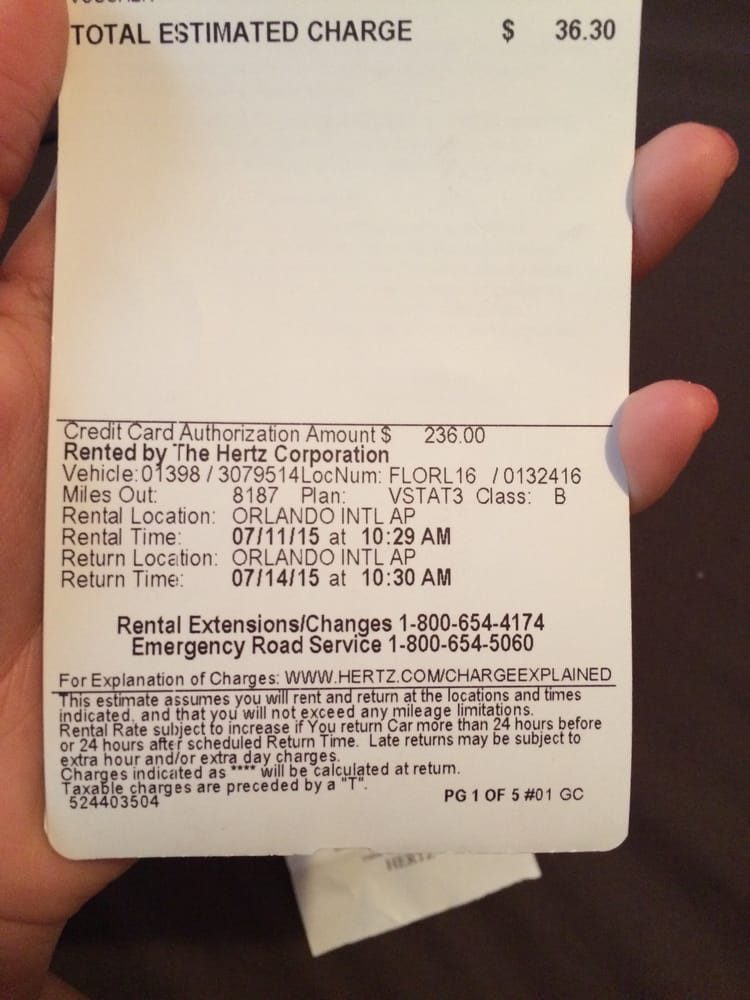 TOTAL ESTIMATED CHARGE $ 36.30
Credit Card Authorization Amount $ 236.00
Rented by The Hertz Corporation
Vehicle: 01398 / 3079514 LocNum: FLORL16 / 0132416
Miles Out: 8187 Plan: VSTAT3 Class: B
Rental Location: ORLANDO INTL AP
Rental Time: 07/11/15 at 10:29 AM
Return Location: ORLANDO INTL AP
Return Time: 07/14/15 at 10:30 AM
Rental Extensions/Changes 1-800-654-4174
Emergency Road Service 1-800-654-5060
For Explanation of Charges: WWW.HERTZ.COM/CHARGEEXPLAINED
This estimate assumes you will rent and return at the locations and times
indicated, and that you will not exceed any mileage limitations.
Rental Rate subject to increase if You return Car more than 24 hours before
or 24 hours after scheduled Return Time. Late returns may be subject to
extra hour and/or extra day charges.
Charges indicated as **** will be calculated at return.
Taxable charges are preceded by a "T".
524403504 PG 1 OF 5 #01 GC
HERTZ